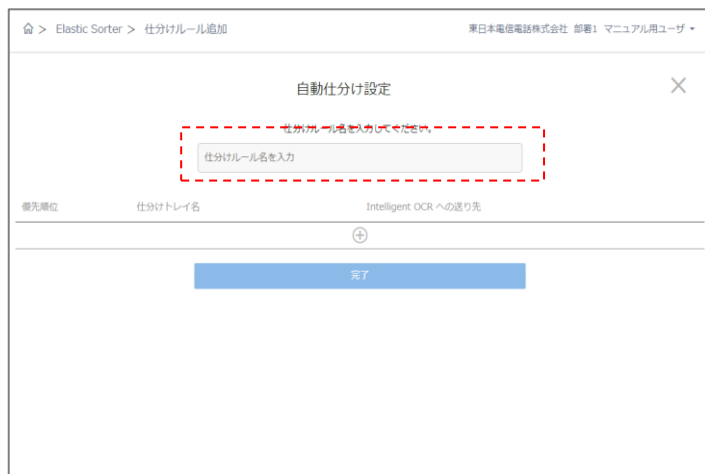 > Elastic Sorter > 仕分けルール追加
東日本電信電話株式会社 部署1 マニュアル用ユーザ
自動仕分け設定
仕分けルール名を入力してください。
仕分けルール名を入力
優先順位 仕分けトレイ名 Intelligent OCR への送り先
完了